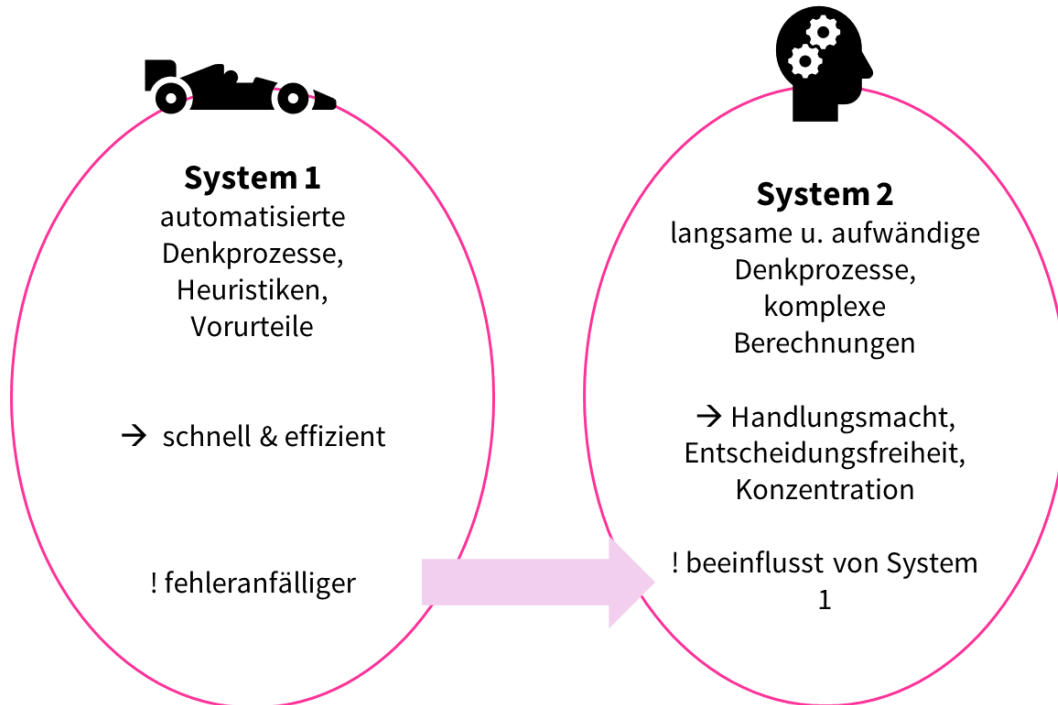 System 1
automatisierte
Denkprozesse,
Heuristiken,
Vorurteile
→ schnell & effizient
! fehleranfälliger
System 2
langsame u. aufwändige
Denkprozesse,
komplexe
Berechnungen
→ Handlungsmacht,
Entscheidungsfreiheit,
Konzentration
! beeinflusst von System
1